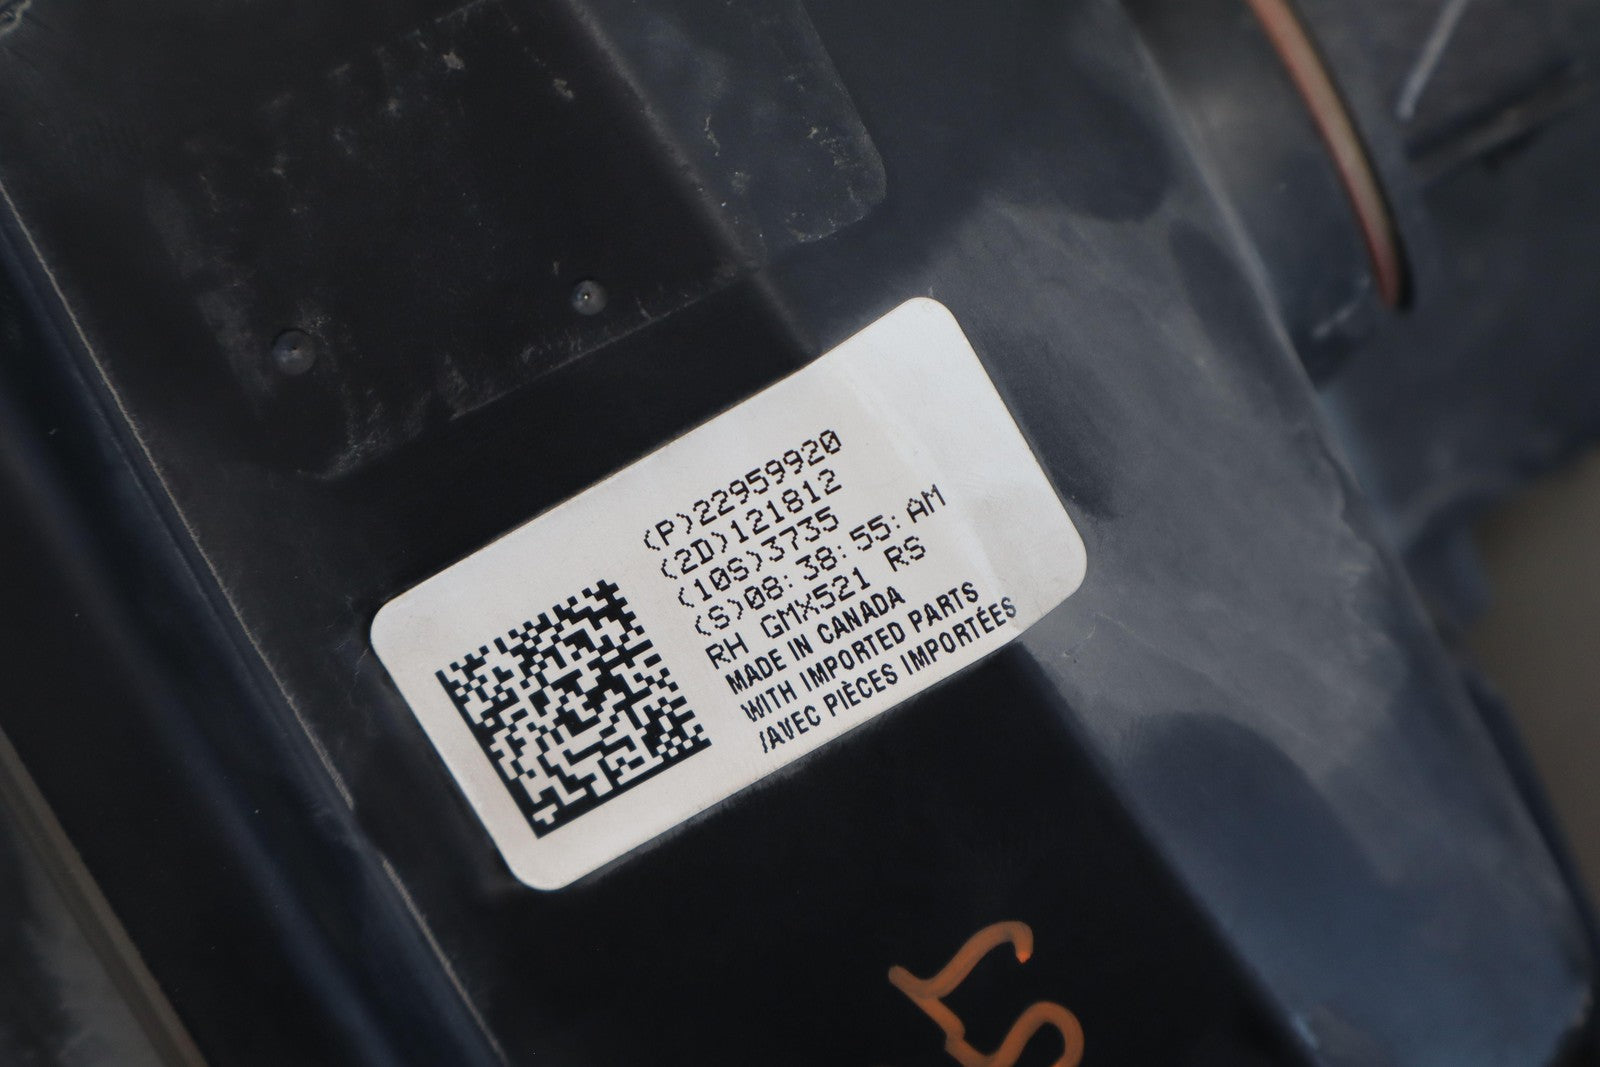 (P)22959920
(2D)121812
(10S)3735
(S)08:38:55:AM
RH GMX521 RS
MADE IN CANADA
WITH IMPORTED PARTS
/AVEC PIÈCES IMPORTÉES
5